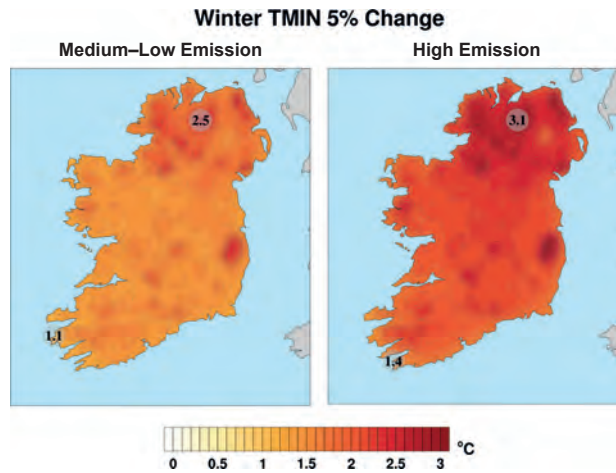 Winter TMIN 5% Change
Medium–Low Emission
High Emission
2.5
3.1
1.1
1.4
0 0.5 1 1.5 2 2.5 3 °C